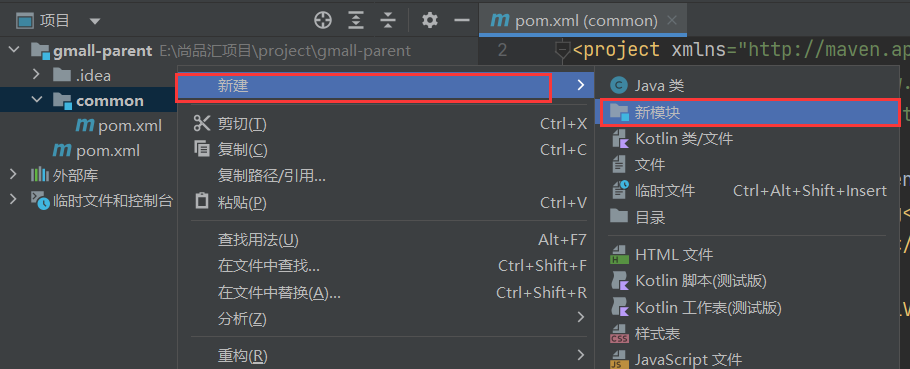 项目
pom.xml (common)
gmall-parent E:\尚品汇项目\project\gmall-parent
.idea
common
pom.xml
pom.xml
外部库
临时文件和控制台
新建
剪切(T) Ctrl+X
复制(C) Ctrl+C
复制路径/引用...
粘贴(P) Ctrl+V
查找用法(U) Alt+F7
在文件中查找... Ctrl+Shift+F
在文件中替换(A)... Ctrl+Shift+R
分析(Z)
重构(R)
2 <project xmlns="http://maven.ap
Java 类
新模块
Kotlin 类/文件
文件
临时文件 Ctrl+Alt+Shift+Insert
目录
HTML 文件
Kotlin 脚本(测试版)
Kotlin 工作表(测试版)
样式表
JavaScript 文件